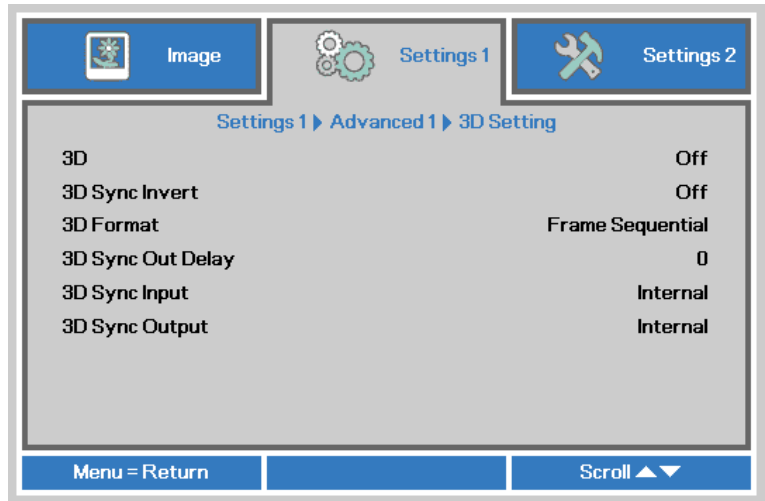 Image Settings 1 Settings 2
Settings 1 ▶ Advanced 1 ▶ 3D Setting
3D Off
3D Sync Invert Off
3D Format Frame Sequential
3D Sync Out Delay 0
3D Sync Input Internal
3D Sync Output Internal
Menu = Return Scroll ▲▼